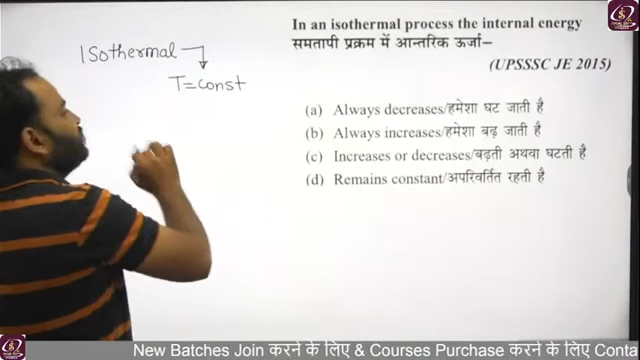 In an isothermal process the internal energy
समतापी प्रक्रम में आन्तरिक ऊर्जा–
(UPSSSC JE 2015)
Isothermal
T=const
(a) Always decreases/हमेशा घट जाती है
(b) Always increases/हमेशा बढ़ जाती है
(c) Increases or decreases/बढ़ती अथवा घटती है
(d) Remains constant/अपरिवर्तित रहती है
New Batches Join करने के लिए & Courses Purchase करने के लिए Conta